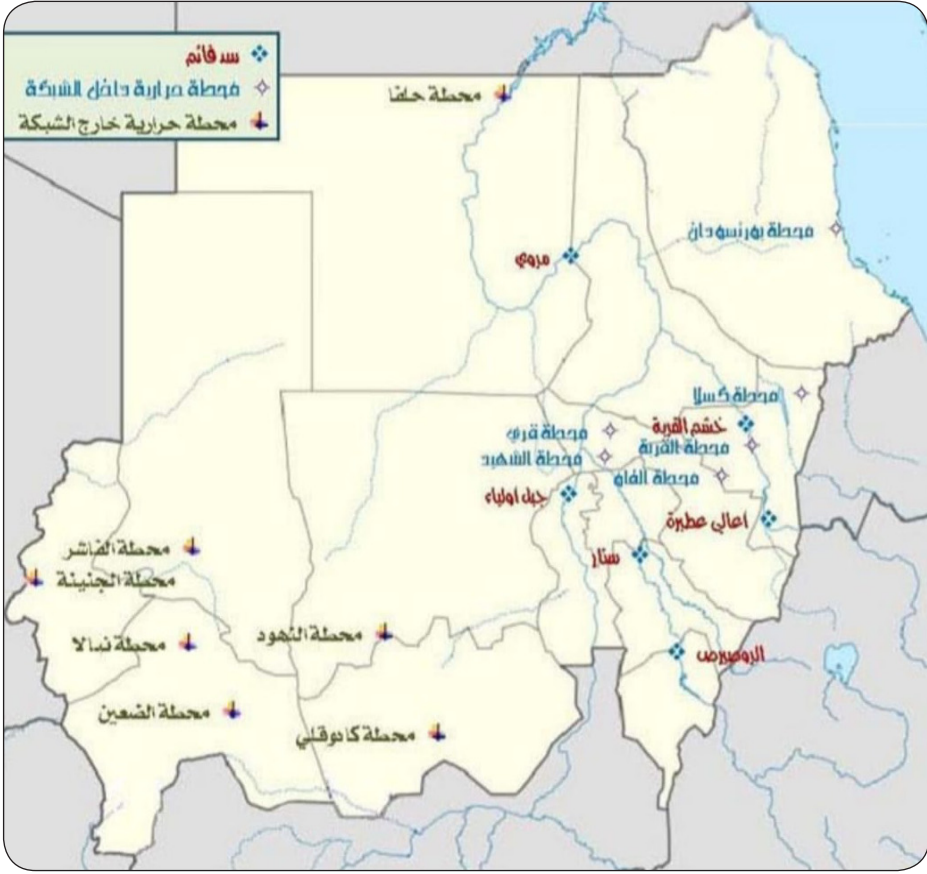 سد قائم
محطة حرارية داخل الشبكة
محطة حرارية خارج الشبكة
محطة حلفا
محطة بورتسودان
مروي
محطة كسلا
خشم القربة
محطة قري
محطة القربة
محطة الشهيد
محطة الفاو
جبل اولياء
اعالي عطبرة
سنار
محطة الفاشر
محطة الجنينة
محطة النهود
محطة نيالا
الروصيرص
محطة الضعين
محطة كادوقلي